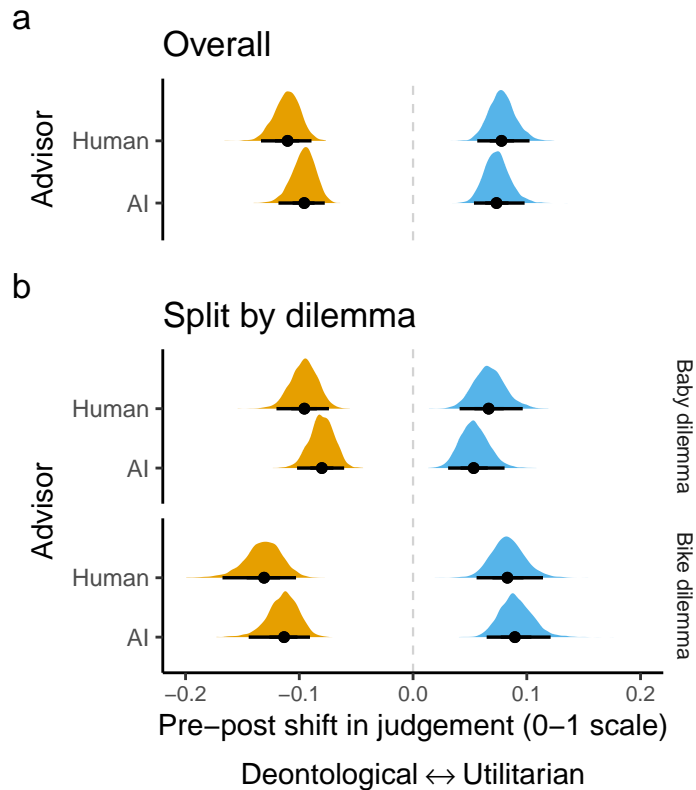 a
Overall
Advisor
Human
AI
b
Split by dilemma
Advisor
Human
AI
Baby dilemma
Human
AI
Bike dilemma
−0.2 −0.1 0.0 0.1 0.2
Pre−post shift in judgement (0−1 scale)
Deontological ↔ Utilitarian